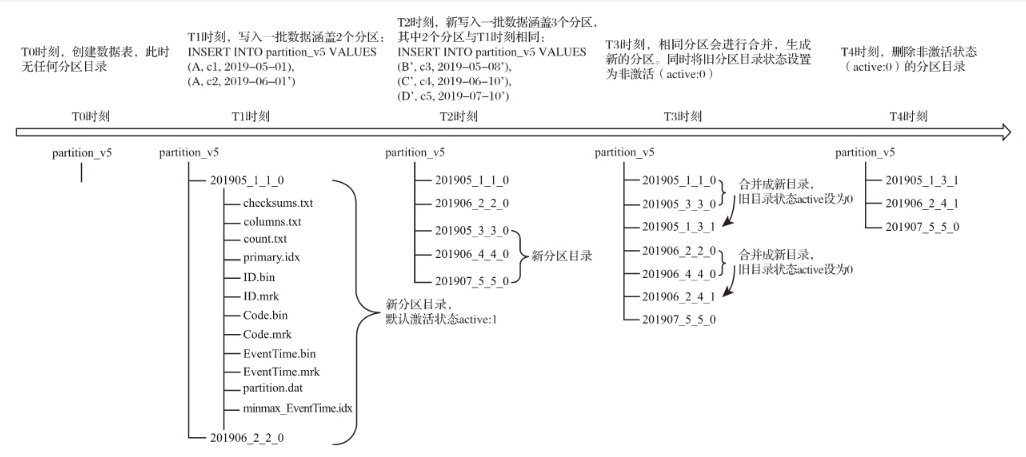 T0时刻，创建数据表，此时
无任何分区目录
T1时刻，写入一批数据涵盖2个分区：
INSERT INTO partition_v5 VALUES
(A, c1, 2019-05-01),
(A, c2, 2019-06-01’)
T2时刻，新写入一批数据涵盖3个分区，
其中2个分区与T1时刻相同：
INSERT INTO partition_v5 VALUES
(B’, c3, 2019-05-08’),
(C’, c4, 2019-06-10’),
(D’, c5, 2019-07-10’)
T3时刻，相同分区会进行合并，生成
新的分区。同时将旧分区目录状态设置
为非激活（active:0）
T4时刻，删除非激活状态
（active:0）的分区目录
T0时刻
T1时刻
T2时刻
T3时刻
T4时刻
partition_v5
partition_v5
201905_1_1_0
checksums.txt
columns.txt
count.txt
primary.idx
ID.bin
ID.mrk
Code.bin
Code.mrk
EventTime.bin
EventTime.mrk
partition.dat
minmax_EventTime.idx
201906_2_2_0
新分区目录，
默认激活状态active:1
partition_v5
201905_1_1_0
201906_2_2_0
201905_3_3_0
201906_4_4_0
201907_5_5_0
新分区目录
partition_v5
201905_1_1_0
201905_3_3_0
201905_1_3_1
201906_2_2_0
201906_4_4_0
201906_2_4_1
201907_5_5_0
合并成新目录，
旧目录状态active设为0
合并成新目录，
旧目录状态active设为0
partition_v5
201905_1_3_1
201906_2_4_1
201907_5_5_0